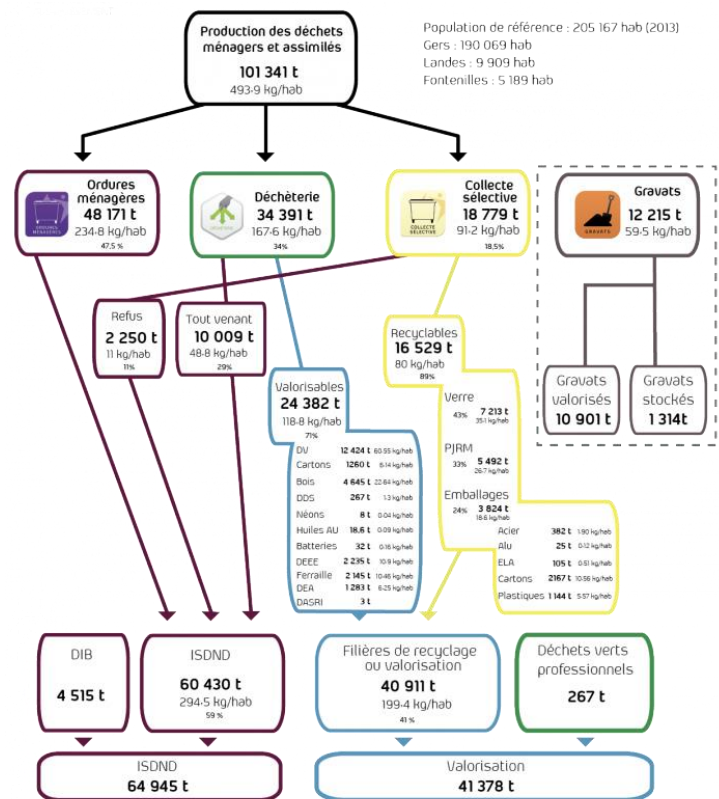 Production des déchets
ménagers et assimilés
101 341 t
493·9 kg/hab
Population de référence : 205 167 hab (2013)
Gers : 190 069 hab
Landes : 9 909 hab
Fontenilles : 5 189 hab
ORDURES
MÉNAGÈRES
Ordures
ménagères
48 171 t
234·8 kg/hab
47,5 %
Déchèterie
34 391 t
167·6 kg/hab
34%
COLLECTE
SÉLECTIVE
Collecte
sélective
18 779 t
91·2 kg/hab
18,5%
GRAVATS
Gravats
12 215 t
59·5 kg/hab
Refus
2 250 t
11 kg/hab
11%
Tout venant
10 009 t
48·8 kg/hab
29%
Recyclables
16 529 t
80 kg/hab
89%
Valorisables
24 382 t
118·8 kg/hab
71%
DV 12 424 t 60·55 kg/hab
Cartons 1260 t 6·14 kg/hab
Bois 4 645 t 22·64 kg/hab
DDS 267 t 1·3 kg/hab
Néons 8 t 0·04 kg/hab
Huiles AU 18,6 t 0·09 kg/hab
Batteries 32 t 0·16 kg/hab
DEEE 2 235 t 10·9 kg/hab
Ferraille 2 145 t 10·46 kg/hab
DEA 1 283 t 6·25 kg/hab
DASRI 3 t
Verre
43% 7 213 t
35·1 kg/hab
PJRM
33% 5 492 t
26·7 kg/hab
Emballages
24% 3 824 t
18·6 kg/hab
Acier 382 t 1·90 kg/hab
Alu 25 t 0·12 kg/hab
ELA 105 t 0·51 kg/hab
Cartons 2167 t 10·56 kg/hab
Plastiques 1 144 t 5·57 kg/hab
Gravats
valorisés
10 901 t
Gravats
stockés
1 314t
DIB
4 515 t
ISDND
60 430 t
294·5 kg/hab
59 %
Filières de recyclage
ou valorisation
40 911 t
199·4 kg/hab
41 %
Déchets verts
professionnels
267 t
ISDND
64 945 t
Valorisation
41 378 t